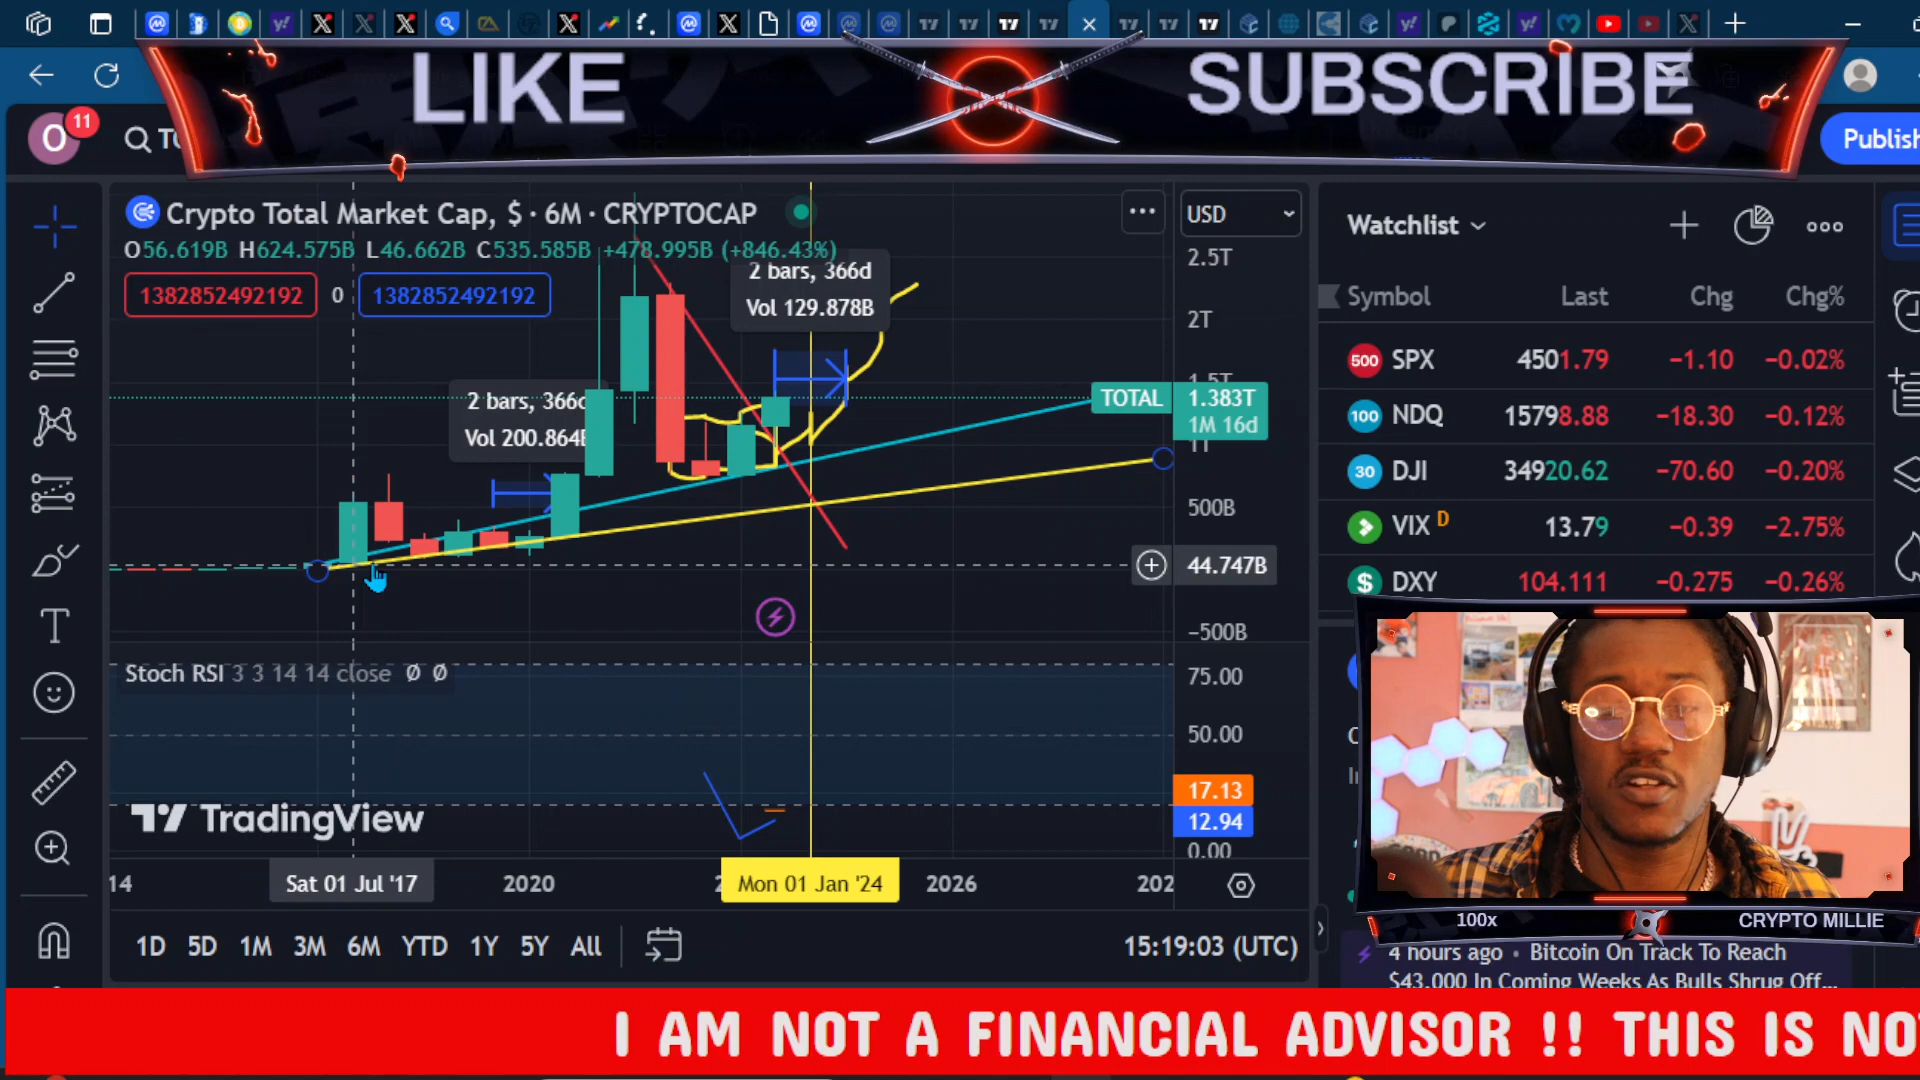 LIKE
SUBSCRIBE
O
11
Publish
Crypto Total Market Cap, $ · 6M · CRYPTOCAP
USD
O56.619B H624.575B L46.662B C535.585B +478.995B (+846.43%)
1382852492192
0
1382852492192
2 bars, 366d
Vol 129.878B
2 bars, 366d
Vol 200.864B
2.5T
2T
1.5T
TOTAL
1.383T
1M 16d
1T
500B
44.747B
−500B
Stoch RSI 3 3 14 14 close Ø Ø
75.00
50.00
17.13
12.94
0.00
TradingView
14
Sat 01 Jul '17
2020
Mon 01 Jan '24
2026
202
1D 5D 1M 3M 6M YTD 1Y 5Y All
15:19:03 (UTC)
Watchlist
Symbol Last Chg Chg%
500 SPX 4501.79 −1.10 −0.02%
100 NDQ 15798.88 −18.30 −0.12%
30 DJI 34920.62 −70.60 −0.20%
VIX D 13.79 −0.39 −2.75%
$ DXY 104.111 −0.275 −0.26%
100x
CRYPTO MILLIE
4 hours ago • Bitcoin On Track To Reach
$43,000 In Coming Weeks As Bulls Shrug Off...
I AM NOT A FINANCIAL ADVISOR !! THIS IS NO